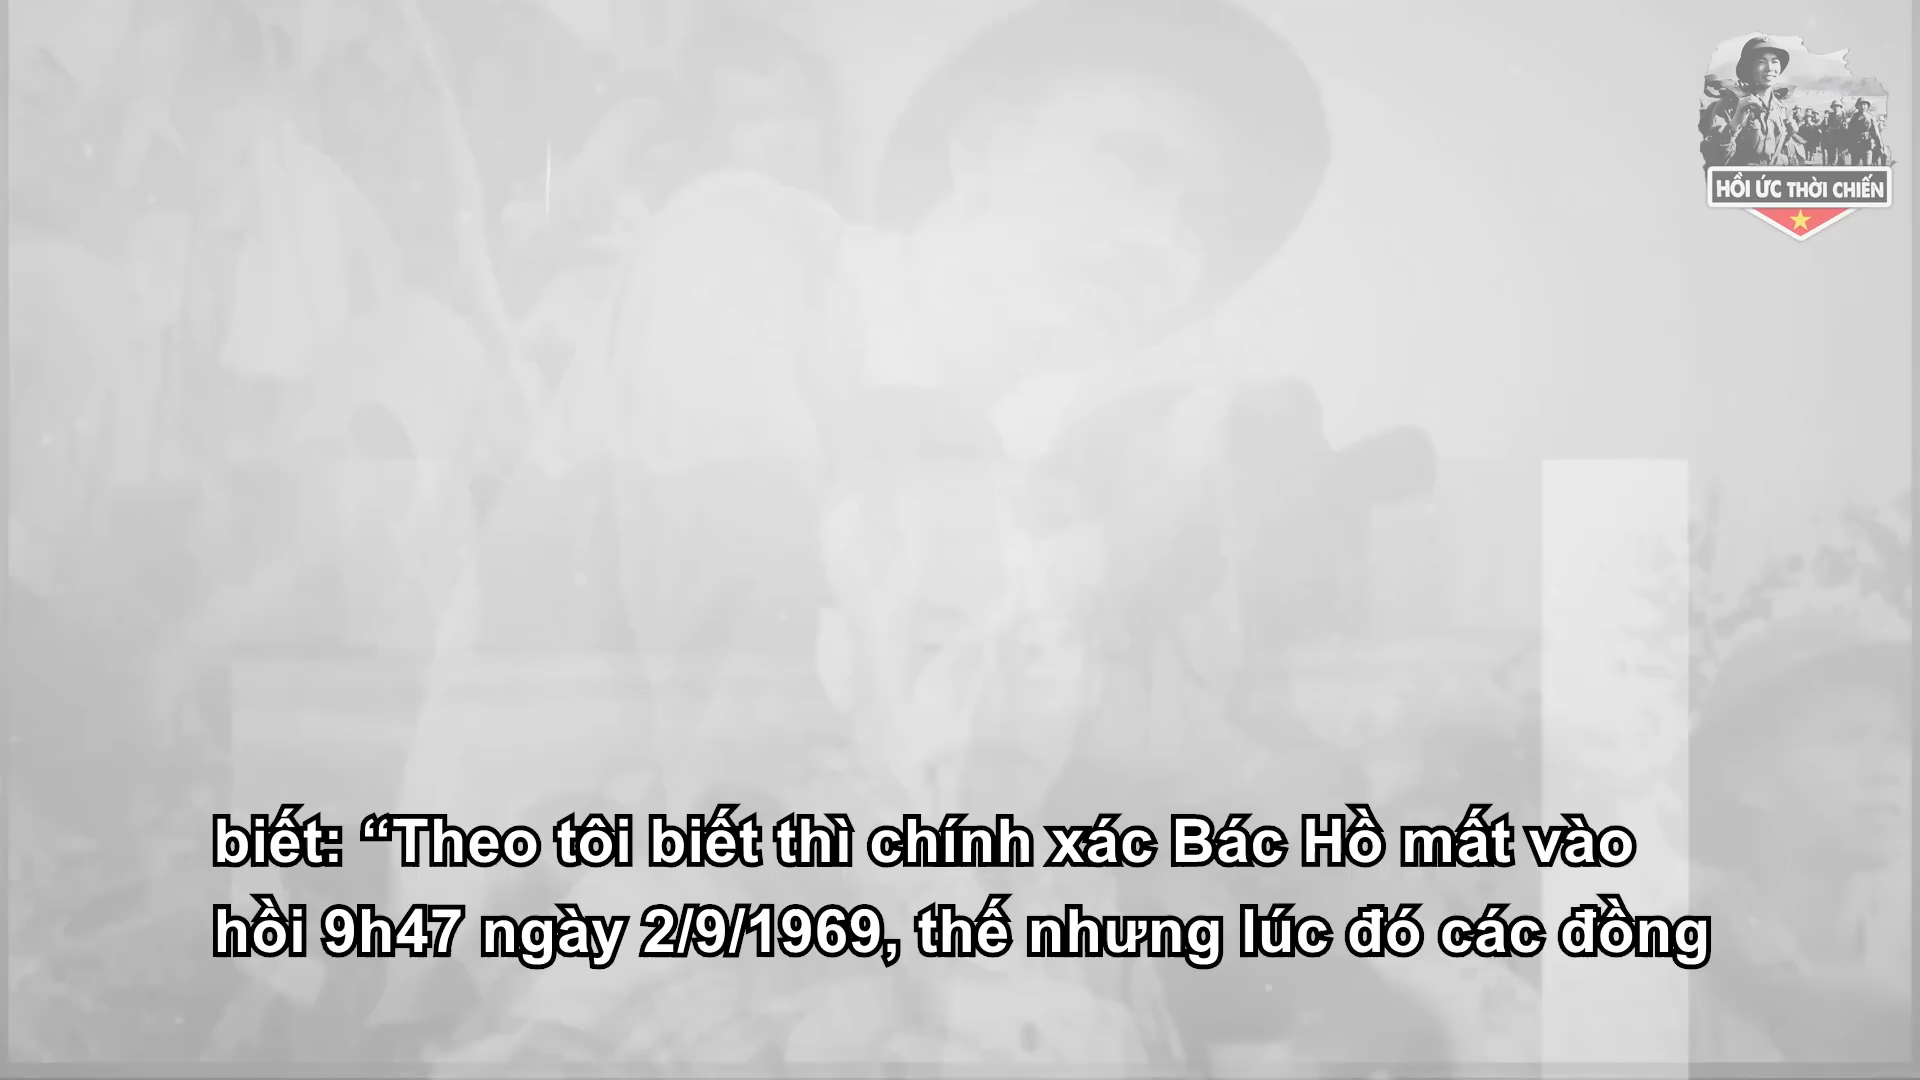 HỒI ỨC THỜI CHIẾN
biết: “Theo tôi biết thì chính xác Bác Hồ mất vào
hồi 9h47 ngày 2/9/1969, thế nhưng lúc đó các đồng